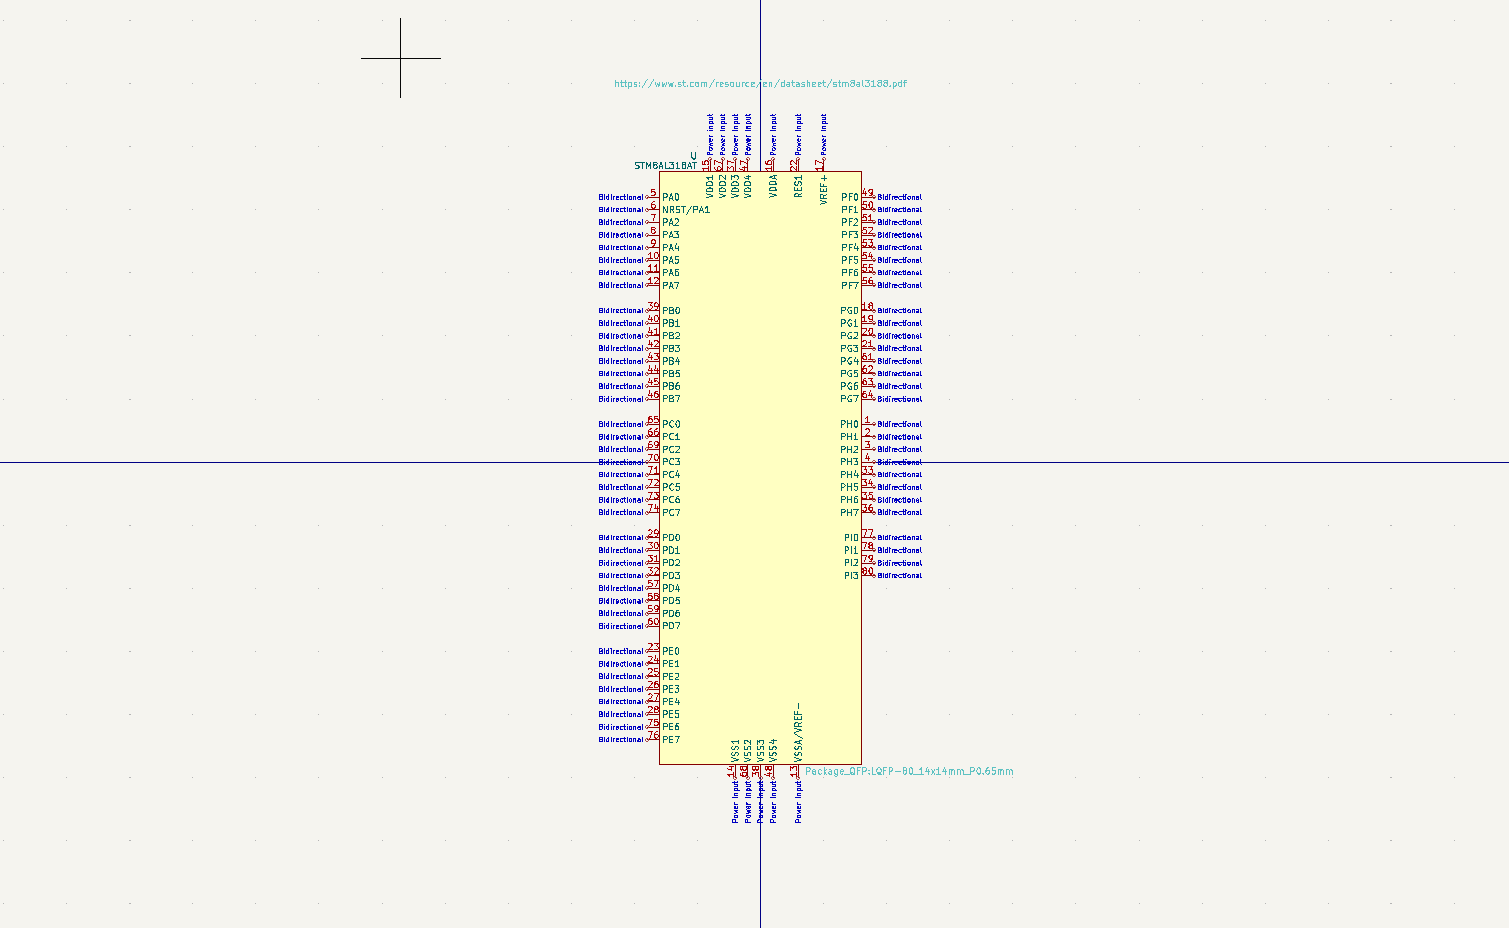 https://www.st.com/resource/en/datasheet/stm8al3188.pdf
Power Input Power Input Power Input Power Input Power Input Power Input Power Input
U
STM8AL318AT
15 67 37 47 16 22 17
VDD1 VDD2 VDD3 VDD4 VDDA RES1 VREF+
Bidirectional 5 PA0 PF0 49 Bidirectional
Bidirectional 6 NRST/PA1 PF1 50 Bidirectional
Bidirectional 7 PA2 PF2 51 Bidirectional
Bidirectional 8 PA3 PF3 52 Bidirectional
Bidirectional 9 PA4 PF4 53 Bidirectional
Bidirectional 10 PA5 PF5 54 Bidirectional
Bidirectional 11 PA6 PF6 55 Bidirectional
Bidirectional 12 PA7 PF7 56 Bidirectional
Bidirectional 39 PB0 PG0 18 Bidirectional
Bidirectional 40 PB1 PG1 19 Bidirectional
Bidirectional 41 PB2 PG2 20 Bidirectional
Bidirectional 42 PB3 PG3 21 Bidirectional
Bidirectional 43 PB4 PG4 61 Bidirectional
Bidirectional 44 PB5 PG5 62 Bidirectional
Bidirectional 45 PB6 PG6 63 Bidirectional
Bidirectional 46 PB7 PG7 64 Bidirectional
Bidirectional 65 PC0 PH0 1 Bidirectional
Bidirectional 66 PC1 PH1 2 Bidirectional
Bidirectional 69 PC2 PH2 3 Bidirectional
Bidirectional 70 PC3 PH3 4 Bidirectional
Bidirectional 71 PC4 PH4 33 Bidirectional
Bidirectional 72 PC5 PH5 34 Bidirectional
Bidirectional 73 PC6 PH6 35 Bidirectional
Bidirectional 74 PC7 PH7 36 Bidirectional
Bidirectional 29 PD0 PI0 77 Bidirectional
Bidirectional 30 PD1 PI1 78 Bidirectional
Bidirectional 31 PD2 PI2 79 Bidirectional
Bidirectional 32 PD3 PI3 80 Bidirectional
Bidirectional 57 PD4
Bidirectional 58 PD5
Bidirectional 59 PD6
Bidirectional 60 PD7
Bidirectional 23 PE0
Bidirectional 24 PE1
Bidirectional 25 PE2
Bidirectional 26 PE3
Bidirectional 27 PE4
Bidirectional 28 PE5
Bidirectional 75 PE6
Bidirectional 76 PE7
VSS1 VSS2 VSS3 VSS4 VSSA/VREF-
14 68 38 48 13
Package_QFP:LQFP-80_14x14mm_P0.65mm
Power Input Power Input Power Input Power Input Power Input